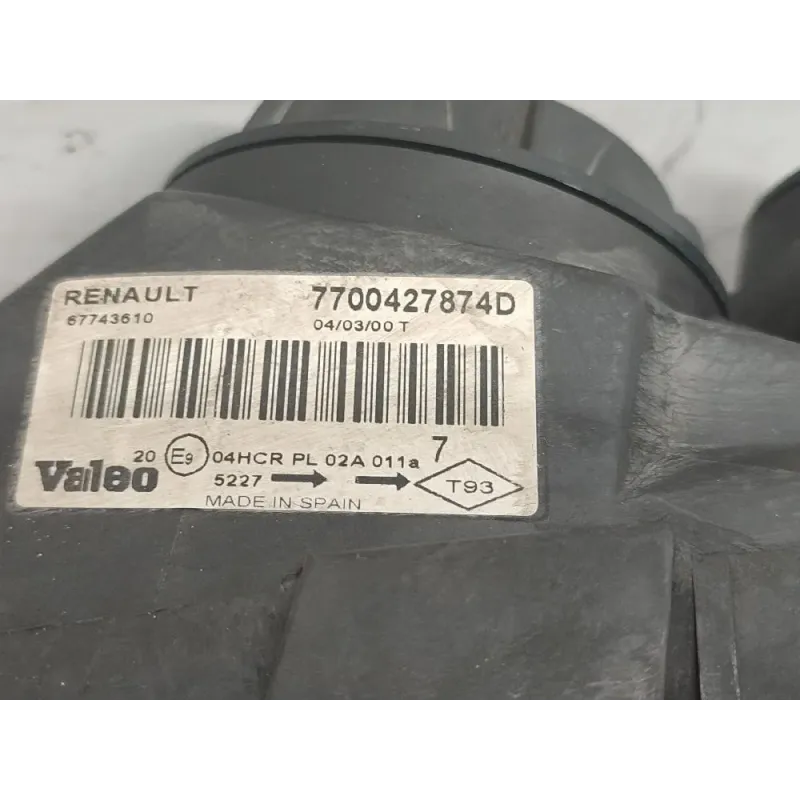 RENAULT 7700427874D
67743610 04/03/00 T
20 E9 04HCR PL 02A 011a 7
Valeo 5227 T93
MADE IN SPAIN